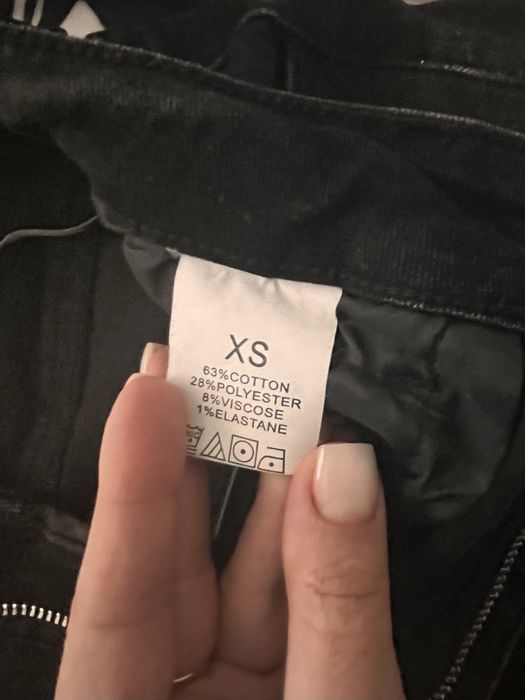 XS
63%COTTON
28%POLYESTER
8%VISCOSE
1%ELASTANE